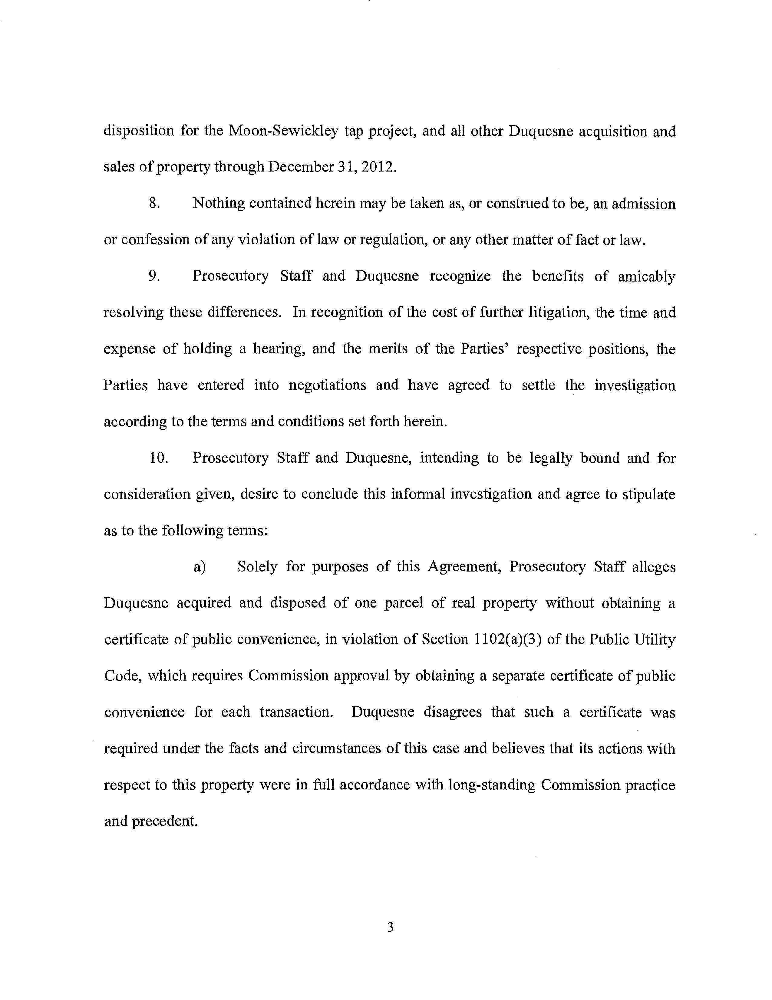 disposition for the Moon-Sewickley tap project, and all other Duquesne acquisition and
sales of property through December 31, 2012.
8. Nothing contained herein may be taken as, or construed to be, an admission
or confession of any violation of law or regulation, or any other matter of fact or law.
9. Prosecutory Staff and Duquesne recognize the benefits of amicably
resolving these differences. In recognition of the cost of further litigation, the time and
expense of holding a hearing, and the merits of the Parties’ respective positions, the
Parties have entered into negotiations and have agreed to settle the investigation
according to the terms and conditions set forth herein.
10. Prosecutory Staff and Duquesne, intending to be legally bound and for
consideration given, desire to conclude this informal investigation and agree to stipulate
as to the following terms:
a) Solely for purposes of this Agreement, Prosecutory Staff alleges
Duquesne acquired and disposed of one parcel of real property without obtaining a
certificate of public convenience, in violation of Section 1102(a)(3) of the Public Utility
Code, which requires Commission approval by obtaining a separate certificate of public
convenience for each transaction. Duquesne disagrees that such a certificate was
required under the facts and circumstances of this case and believes that its actions with
respect to this property were in full accordance with long-standing Commission practice
and precedent.
3